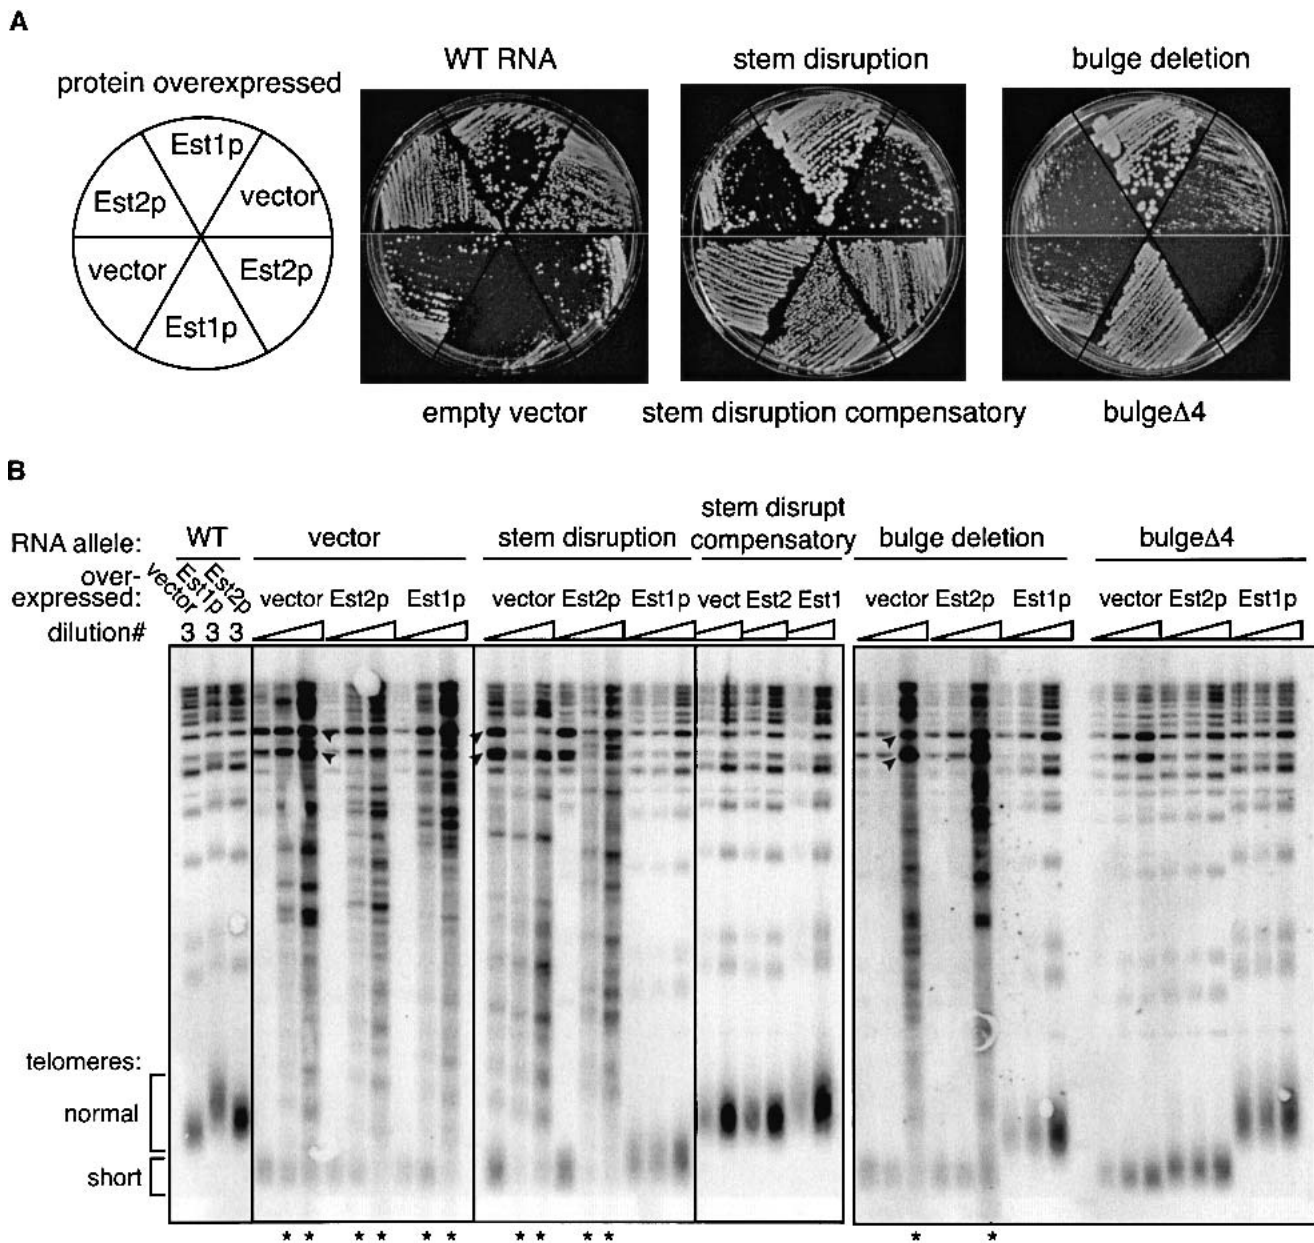 A
protein overexpressed
Est1p
vector
Est2p
Est1p
vector
Est2p
WT RNA
stem disruption
bulge deletion
empty vector
stem disruption compensatory
bulgeΔ4
B
RNA allele:
WT
vector
stem disruption
stem disrupt
compensatory
bulge deletion
bulgeΔ4
over-
expressed:
vector
Est1p
Est2p
vector Est2p Est1p
vector Est2p Est1p
vect Est2 Est1
vector Est2p Est1p
vector Est2p Est1p
dilution#
3 3 3
telomeres:
normal
short
* * * * * * * * * * * *